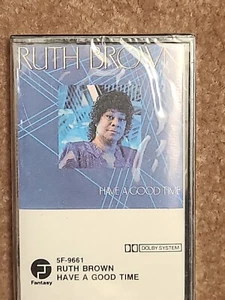 RUTH BROWN
HAVE A GOOD TIME
DOLBY SYSTEM
5F-9661
RUTH BROWN
HAVE A GOOD TIME
Fantasy